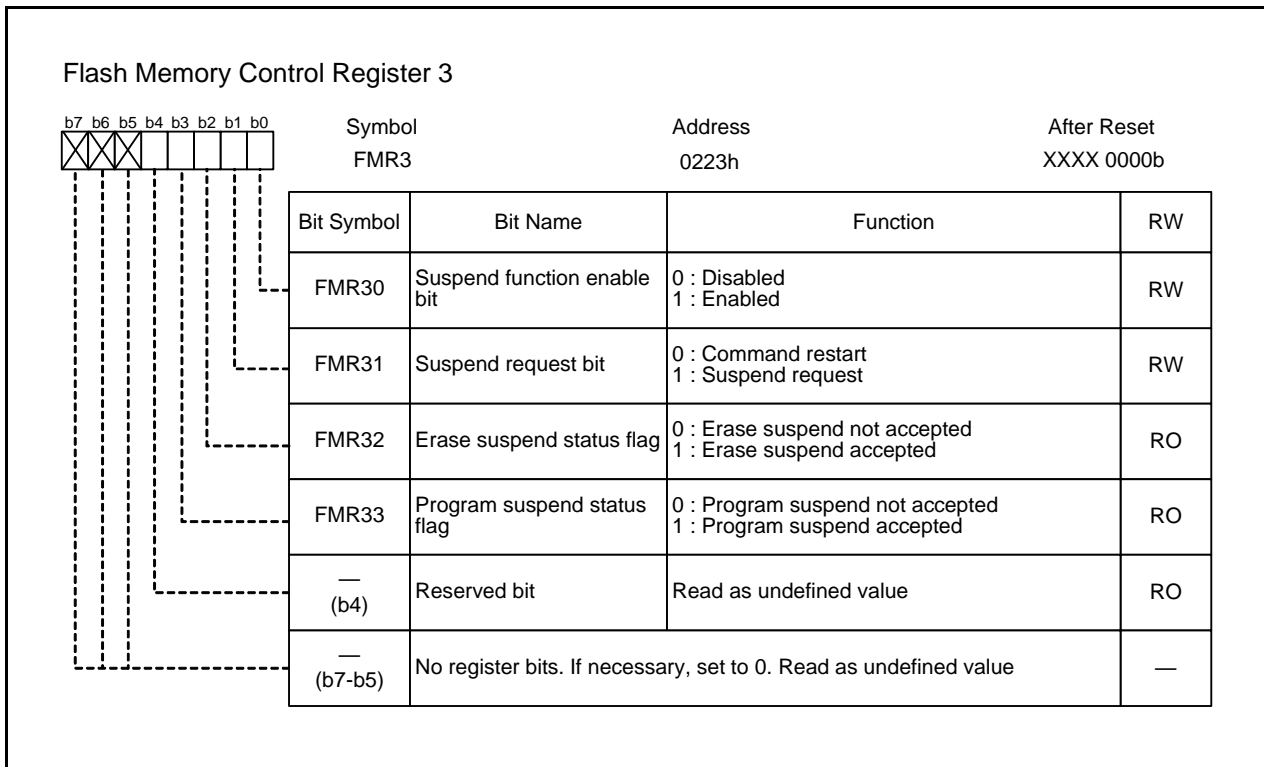 Flash Memory Control Register 3
b7 b6 b5 b4 b3 b2 b1 b0
Symbol Address After Reset
FMR3 0223h XXXX 0000b
Bit Symbol Bit Name Function RW
FMR30 Suspend function enable bit 0 : Disabled
1 : Enabled RW
FMR31 Suspend request bit 0 : Command restart
1 : Suspend request RW
FMR32 Erase suspend status flag 0 : Erase suspend not accepted
1 : Erase suspend accepted RO
FMR33 Program suspend status flag 0 : Program suspend not accepted
1 : Program suspend accepted RO
—
(b4) Reserved bit Read as undefined value RO
—
(b7-b5) No register bits. If necessary, set to 0. Read as undefined value —